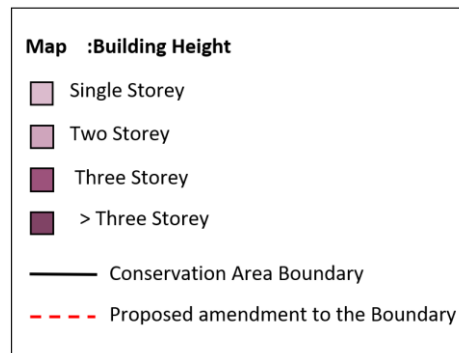 Map :Building Height
Single Storey
Two Storey
Three Storey
> Three Storey
Conservation Area Boundary
Proposed amendment to the Boundary